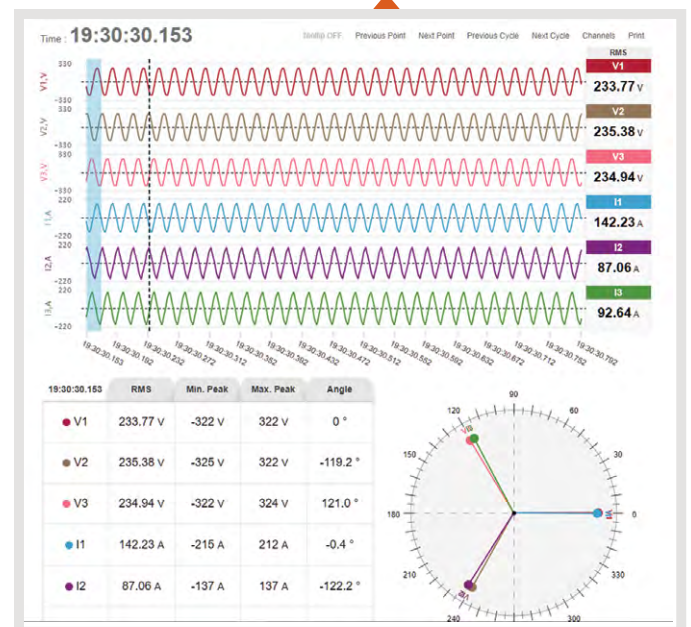 Time : 19:30:30.153
Tooltip OFF Previous Point Next Point Previous Cycle Next Cycle Channels Print
RMS
330
V1,V
-330
V1
233.77 V
330
V2,V
-330
V2
235.38 V
330
V3,V
-330
V3
234.94 V
220
I1,A
-220
I1
142.23 A
220
I2,A
-220
I2
87.06 A
220
I3,A
-220
I3
92.64 A
19:30:30.153 19:30:30.192 19:30:30.232 19:30:30.272 19:30:30.312 19:30:30.352 19:30:30.392 19:30:30.432 19:30:30.472 19:30:30.512 19:30:30.552 19:30:30.592 19:30:30.632 19:30:30.672 19:30:30.712 19:30:30.752 19:30:30.792
19:30:30.153 RMS Min. Peak Max. Peak Angle
V1 233.77 V -322 V 322 V 0 °
V2 235.38 V -325 V 322 V -119.2 °
V3 234.94 V -322 V 324 V 121.0 °
I1 142.23 A -215 A 212 A -0.4 °
I2 87.06 A -137 A 137 A -122.2 °
90
120 60
150 30
180 0
210 330
240 300